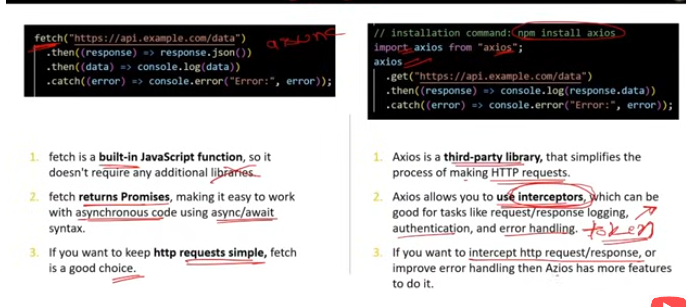 fetch("https://api.example.com/data")
.then((response) => response.json())
.then((data) => console.log(data))
.catch((error) => console.error("Error:", error));
async
1. fetch is a built-in JavaScript function, so it
doesn't require any additional libraries.
2. fetch returns Promises, making it easy to work
with asynchronous code using async/await
syntax.
3. If you want to keep http requests simple, fetch
is a good choice.
// installation command: npm install axios
import axios from "axios";
axios
.get("https://api.example.com/data")
.then((response) => console.log(response.data))
.catch((error) => console.error("Error:", error));
1. Axios is a third-party library, that simplifies the
process of making HTTP requests.
2. Axios allows you to use interceptors, which can be
good for tasks like request/response logging,
authentication, and error handling. token
3. If you want to intercept http request/response, or
improve error handling then Azios has more features
to do it.